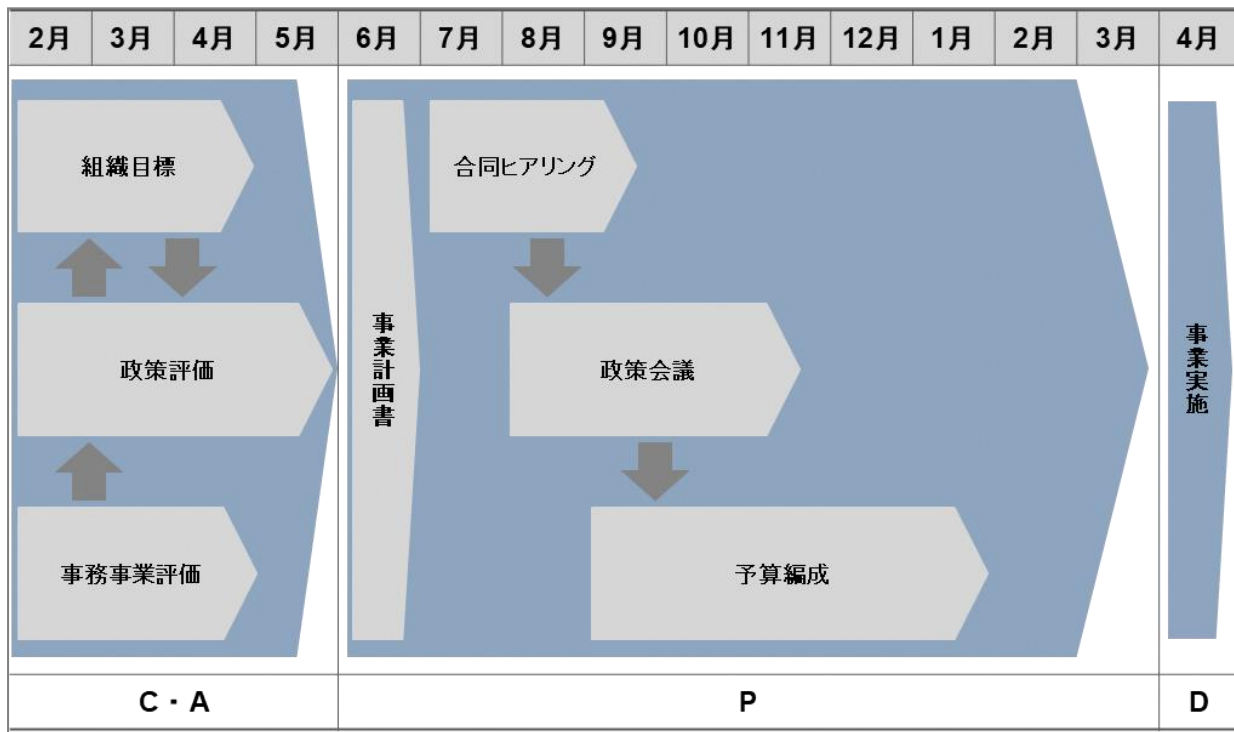 2月 3月 4月 5月 6月 7月 8月 9月 10月 11月 12月 1月 2月 3月 4月
組織目標
合同ヒアリング
政策評価
事業計画書
政策会議
事業実施
事務事業評価
予算編成
C・A P D